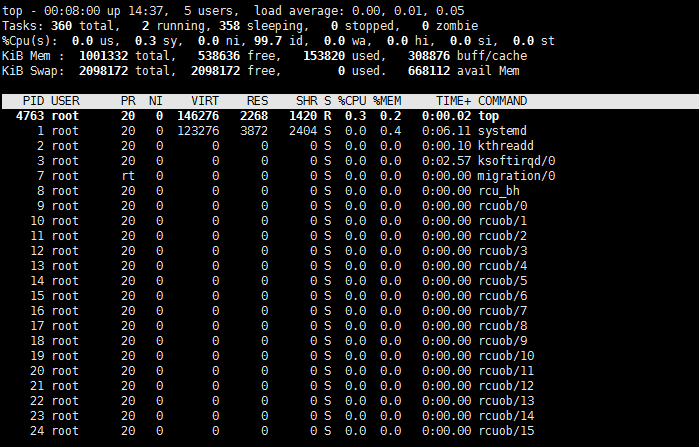 top - 00:08:00 up 14:37,  5 users,  load average: 0.00, 0.01, 0.05
Tasks: 360 total,   2 running, 358 sleeping,   0 stopped,   0 zombie
%Cpu(s):  0.0 us,  0.3 sy,  0.0 ni, 99.7 id,  0.0 wa,  0.0 hi,  0.0 si,  0.0 st
KiB Mem :  1001332 total,   538636 free,   153820 used,   308876 buff/cache
KiB Swap:  2098172 total,  2098172 free,        0 used.   668112 avail Mem
PID USER      PR  NI    VIRT    RES    SHR S %CPU %MEM     TIME+ COMMAND
4763 root      20   0  146276   2268   1420 R  0.3  0.2   0:00.02 top
1 root      20   0  123276   3872   2404 S  0.0  0.4   0:06.11 systemd
2 root      20   0       0      0      0 S  0.0  0.0   0:00.10 kthreadd
3 root      20   0       0      0      0 S  0.0  0.0   0:02.57 ksoftirqd/0
7 root      rt   0       0      0      0 S  0.0  0.0   0:00.00 migration/0
8 root      20   0       0      0      0 S  0.0  0.0   0:00.00 rcu_bh
9 root      20   0       0      0      0 S  0.0  0.0   0:00.00 rcuob/0
10 root      20   0       0      0      0 S  0.0  0.0   0:00.00 rcuob/1
11 root      20   0       0      0      0 S  0.0  0.0   0:00.00 rcuob/2
12 root      20   0       0      0      0 S  0.0  0.0   0:00.00 rcuob/3
13 root      20   0       0      0      0 S  0.0  0.0   0:00.00 rcuob/4
14 root      20   0       0      0      0 S  0.0  0.0   0:00.00 rcuob/5
15 root      20   0       0      0      0 S  0.0  0.0   0:00.00 rcuob/6
16 root      20   0       0      0      0 S  0.0  0.0   0:00.00 rcuob/7
17 root      20   0       0      0      0 S  0.0  0.0   0:00.00 rcuob/8
18 root      20   0       0      0      0 S  0.0  0.0   0:00.00 rcuob/9
19 root      20   0       0      0      0 S  0.0  0.0   0:00.00 rcuob/10
20 root      20   0       0      0      0 S  0.0  0.0   0:00.00 rcuob/11
21 root      20   0       0      0      0 S  0.0  0.0   0:00.00 rcuob/12
22 root      20   0       0      0      0 S  0.0  0.0   0:00.00 rcuob/13
23 root      20   0       0      0      0 S  0.0  0.0   0:00.00 rcuob/14
24 root      20   0       0      0      0 S  0.0  0.0   0:00.00 rcuob/15